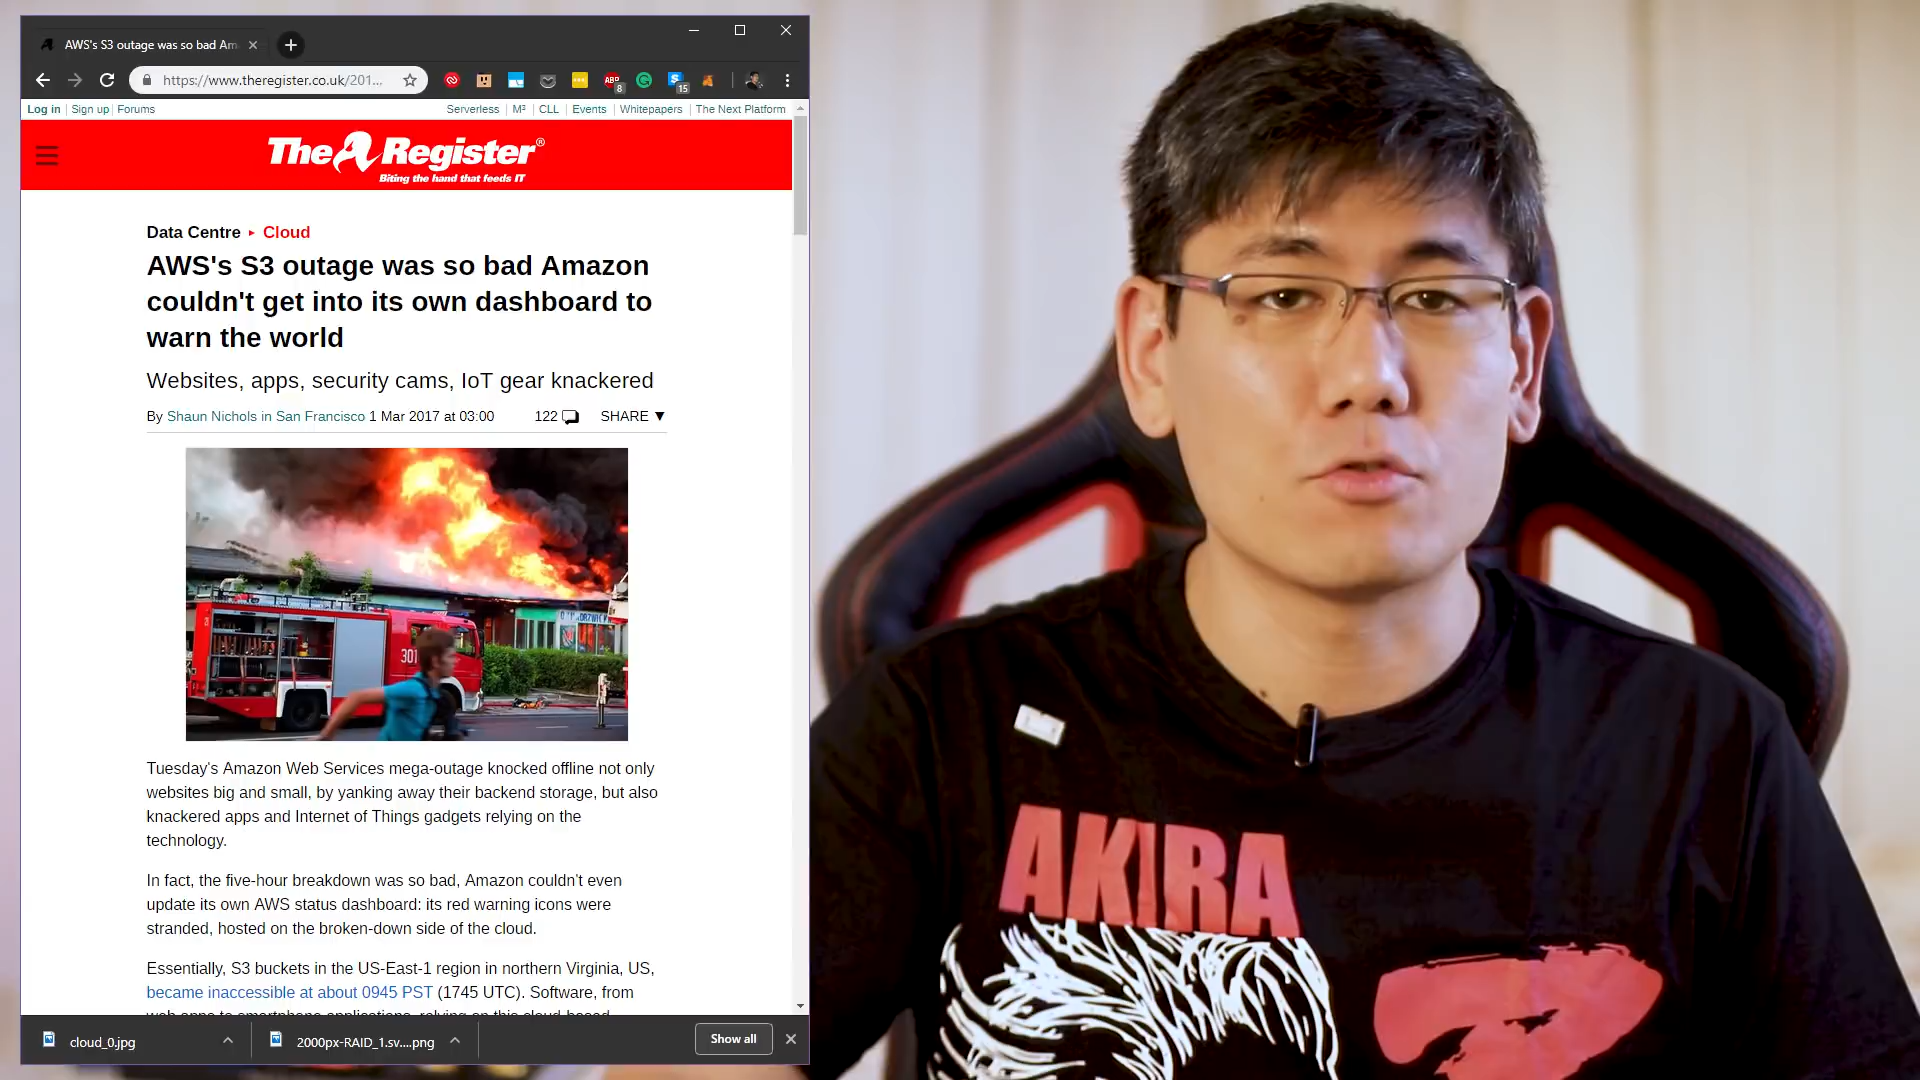 AWS's S3 outage was so bad Am
https://www.theregister.co.uk/201...
8
15
Log in | Sign up | Forums
Serverless | M³ | CLL | Events | Whitepapers | The Next Platform
The Register®
Biting the hand that feeds IT
Data Centre ▸ Cloud
AWS's S3 outage was so bad Amazon
couldn't get into its own dashboard to
warn the world
Websites, apps, security cams, IoT gear knackered
By Shaun Nichols in San Francisco 1 Mar 2017 at 03:00 122 SHARE ▼
301
Tuesday's Amazon Web Services mega-outage knocked offline not only
websites big and small, by yanking away their backend storage, but also
knackered apps and Internet of Things gadgets relying on the
technology.
In fact, the five-hour breakdown was so bad, Amazon couldn't even
update its own AWS status dashboard: its red warning icons were
stranded, hosted on the broken-down side of the cloud.
Essentially, S3 buckets in the US-East-1 region in northern Virginia, US,
became inaccessible at about 0945 PST (1745 UTC). Software, from
cloud_0.jpg
2000px-RAID_1.sv....png
Show all
AKIRA